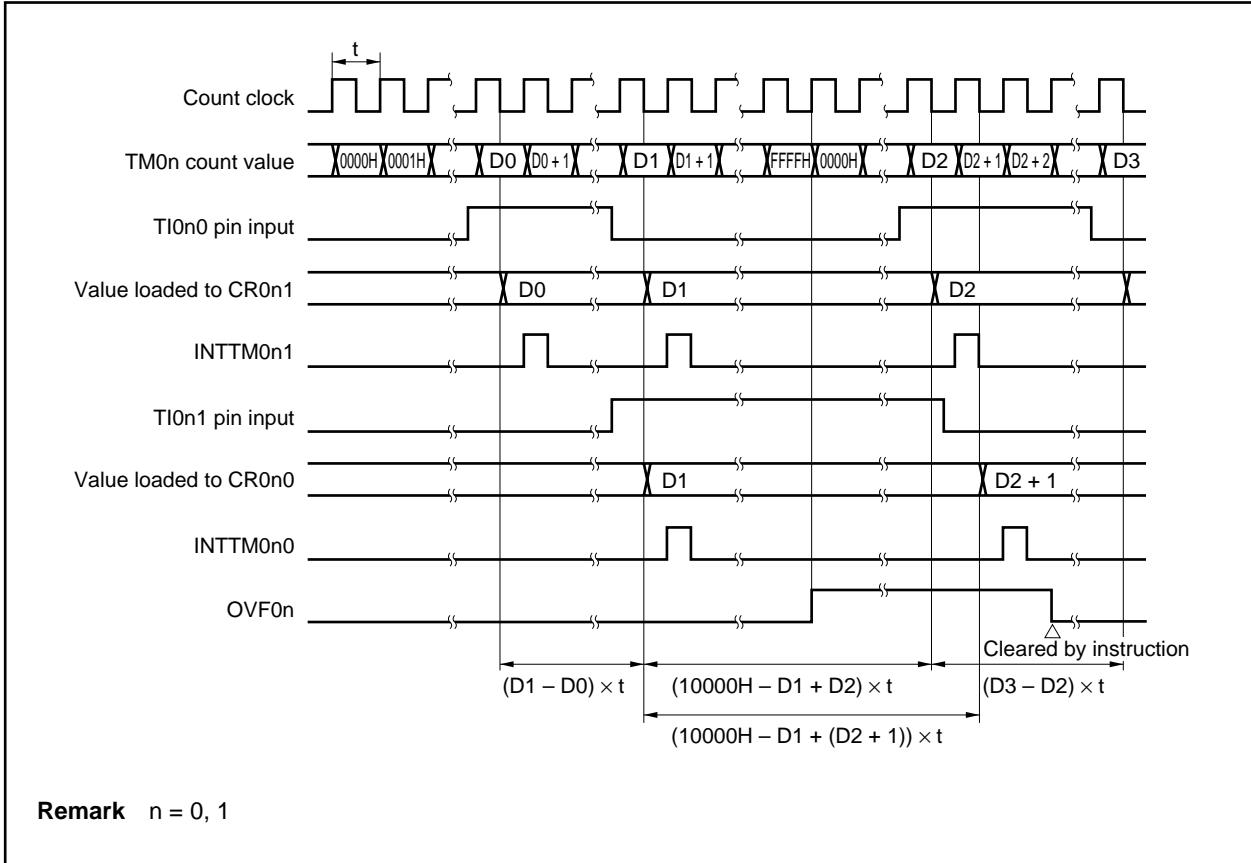 t
Count clock
TM0n count value 0000H 0001H D0 D0 + 1 D1 D1 + 1 FFFFH 0000H D2 D2 + 1 D2 + 2 D3
TI0n0 pin input
Value loaded to CR0n1 D0 D1 D2
INTTM0n1
TI0n1 pin input
Value loaded to CR0n0 D1 D2 + 1
INTTM0n0
OVF0n
Cleared by instruction
(D1 – D0) × t (10000H – D1 + D2) × t (D3 – D2) × t
(10000H – D1 + (D2 + 1)) × t
Remark n = 0, 1